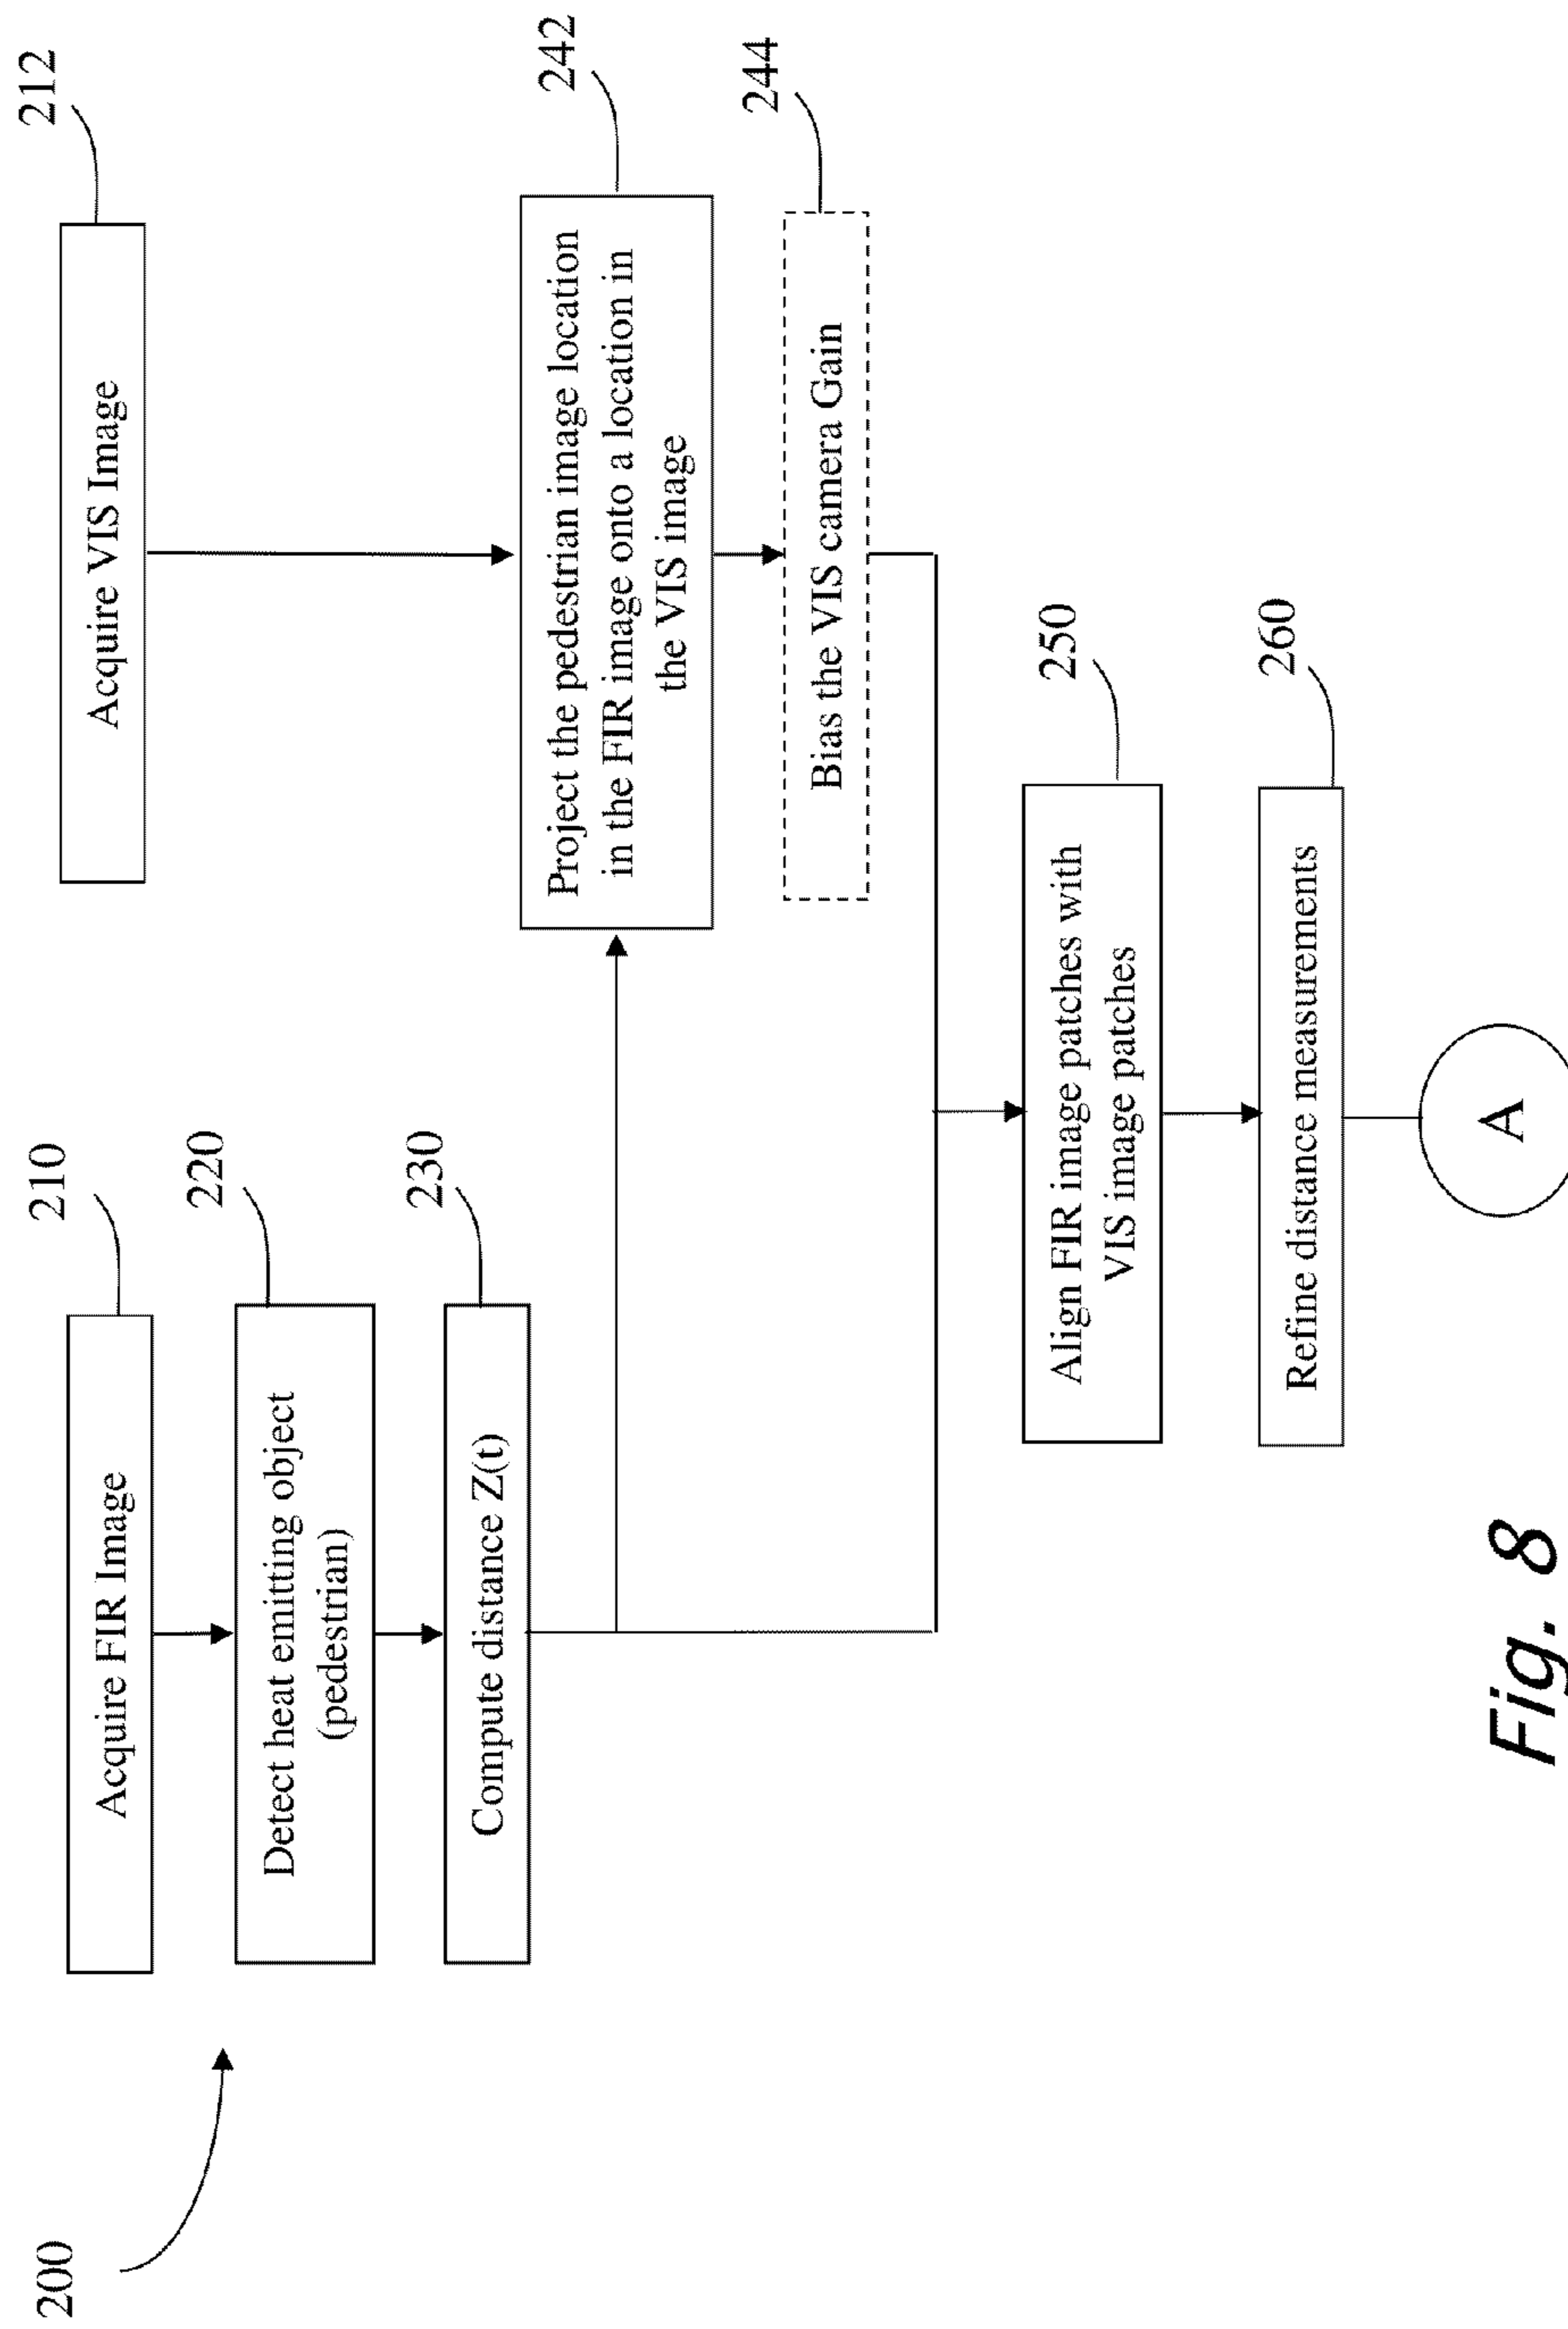 200
210
Acquire FIR Image
220
Detect heat emitting object
(pedestrian)
230
Compute distance Z(t)
212
Acquire VIS Image
242
Project the pedestrian image location
in the FIR image onto a location in
the VIS image
244
Bias the VIS camera Gain
250
Align FIR image patches with
VIS image patches
260
Refine distance measurements
A
Fig. 8